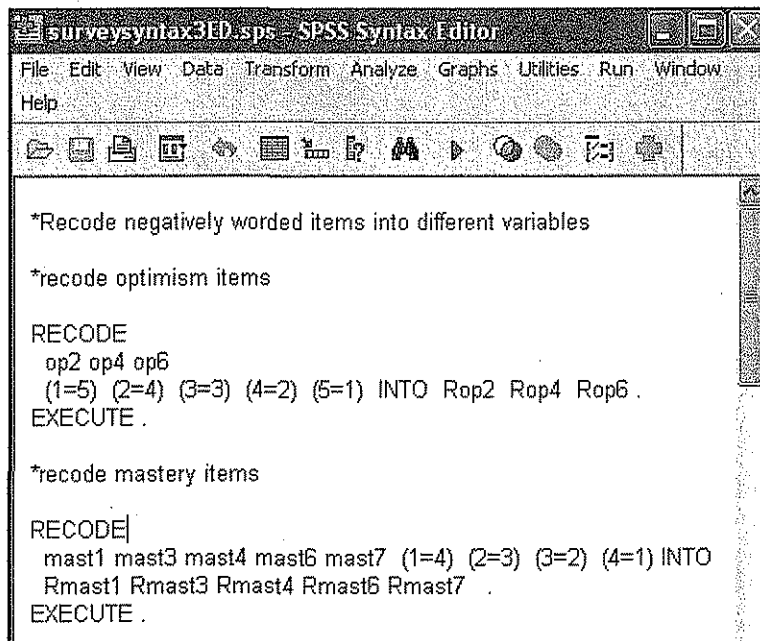 surveysyntax3ED.sps - SPSS Syntax Editor
File Edit View Data Transform Analyze Graphs Utilities Run Window
Help
*Recode negatively worded items into different variables
*recode optimism items
RECODE
op2 op4 op6
(1=5) (2=4) (3=3) (4=2) (5=1) INTO Rop2 Rop4 Rop6 .
EXECUTE .
*recode mastery items
RECODE
mast1 mast3 mast4 mast6 mast7 (1=4) (2=3) (3=2) (4=1) INTO
Rmast1 Rmast3 Rmast4 Rmast6 Rmast7 .
EXECUTE .